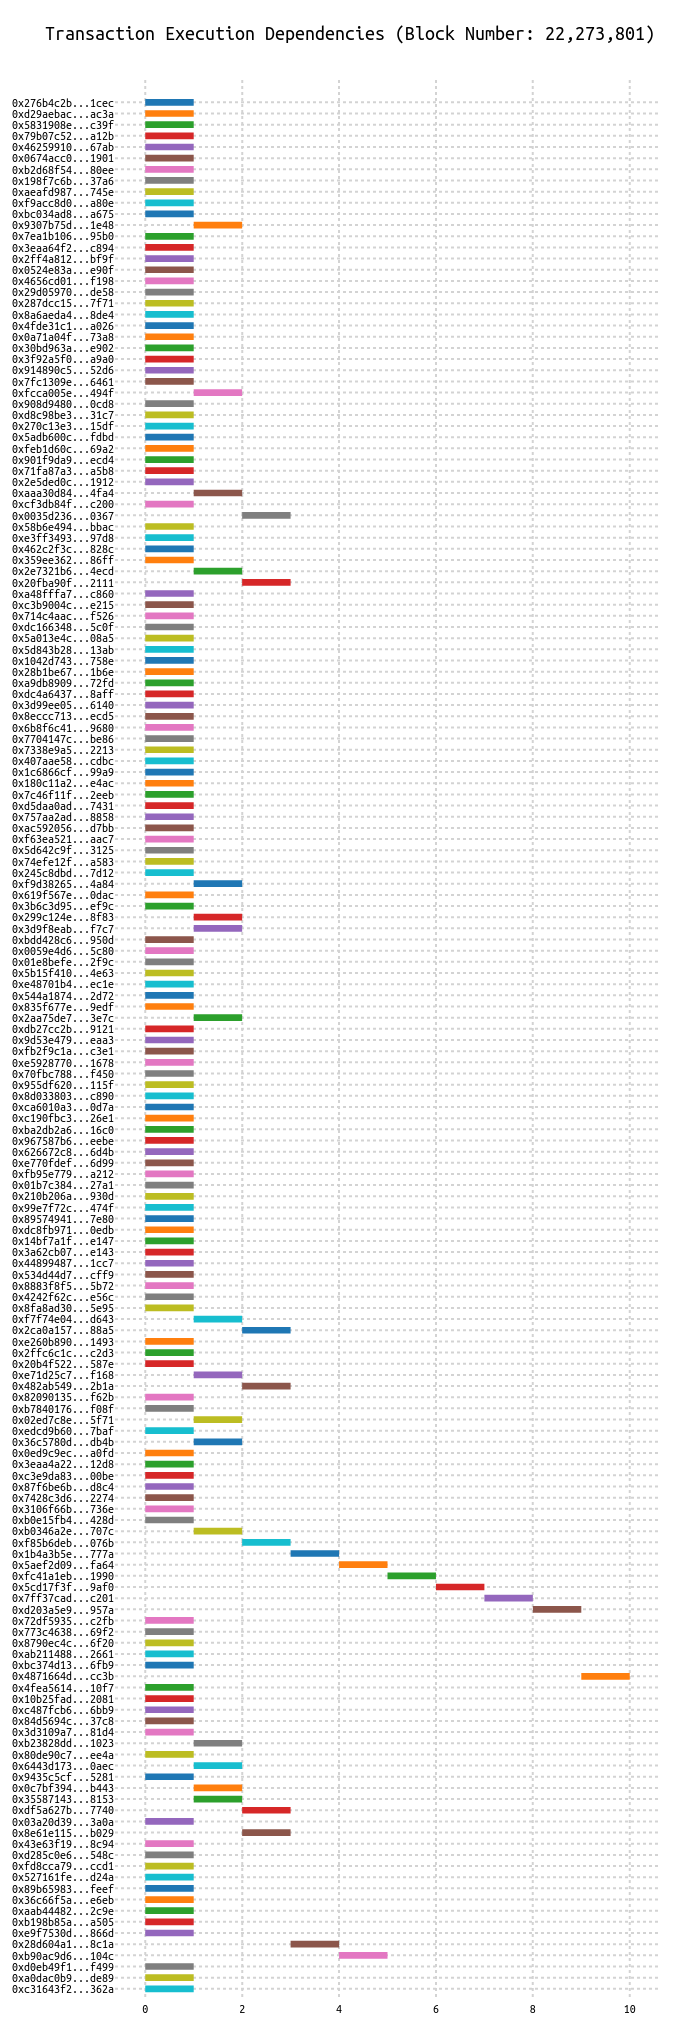 Transaction Execution Dependencies (Block Number: 22,273,801)
0x276b4c2b...1cec
0xd29aebac...ac3a
0x5831908e...c39f
0x79b07c52...a12b
0x46259910...67ab
0x0674acc0...1901
0xb2d68f54...80ee
0x198f7c6b...37a6
0xaeafd987...745e
0xf9acc8d0...a80e
0xbc034ad8...a675
0x9307b75d...1e48
0x7ea1b106...95b0
0x3eaa64f2...c894
0x2ff4a812...bf9f
0x0524e83a...e90f
0x4656cd01...f198
0x29d05970...de58
0x287dcc15...7f71
0x8a6aeda4...8de4
0x4fde31c1...a026
0x0a71a04f...73a8
0x30bd963a...e902
0x3f92a5f0...a9a0
0x914890c5...52d6
0x7fc1309e...6461
0xfcca005e...494f
0x908d9480...0cd8
0xd8c98be3...31c7
0x270c13e3...15df
0x5adb600c...fdbd
0xfeb1d60c...69a2
0x901f9da9...ecd4
0x71fa87a3...a5b8
0x2e5ded0c...1912
0xaaa30d84...4fa4
0xcf3db84f...c200
0x0035d236...0367
0x58b6e494...bbac
0xe3ff3493...97d8
0x462c2f3c...828c
0x359ee362...86ff
0x2e7321b6...4ecd
0x20fba90f...2111
0xa48fffa7...c860
0xc3b9004c...e215
0x714c4aac...f526
0xdc166348...5c0f
0x5a013e4c...08a5
0x5d843b28...13ab
0x1042d743...758e
0x28b1be67...1b6e
0xa9db8909...72fd
0xdc4a6437...8aff
0x3d99ee05...6140
0x8eccc713...ecd5
0x6b8f6c41...9680
0x7704147c...be86
0x7338e9a5...2213
0x407aae58...cdbc
0x1c6866cf...99a9
0x180c11a2...e4ac
0x7c46f11f...2eeb
0xd5daa0ad...7431
0x757aa2ad...8858
0xac592056...d7bb
0xf63ea521...aac7
0x5d642c9f...3125
0x74efe12f...a583
0x245c8dbd...7d12
0xf9d38265...4a84
0x619f567e...0dac
0x3b6c3d95...ef9c
0x299c124e...8f83
0x3d9f8eab...f7c7
0xbdd428c6...950d
0x0059e4d6...5c80
0x01e8befe...2f9c
0x5b15f410...4e63
0xe48701b4...ec1e
0x544a1874...2d72
0x835f677e...9edf
0x2aa75de7...3e7c
0xdb27cc2b...9121
0x9d53e479...eaa3
0xfb2f9c1a...c3e1
0xe5928770...1678
0x70fbc788...f450
0x955df620...115f
0x8d033803...c890
0xca6010a3...0d7a
0xc190fbc3...26e1
0xba2db2a6...16c0
0x967587b6...eebe
0x626672c8...6d4b
0xe770fdef...6d99
0xfb95e779...a212
0x01b7c384...27a1
0x210b206a...930d
0x99e7f72c...474f
0x89574941...7e80
0xdc8fb971...0edb
0x14bf7a1f...e147
0x3a62cb07...e143
0x44899487...1cc7
0x534d44d7...cff9
0x8883f8f5...5b72
0x4242f62c...e56c
0x8fa8ad30...5e95
0xf7f74e04...d643
0x2ca0a157...88a5
0xe260b890...1493
0x2ffc6c1c...c2d3
0x20b4f522...587e
0xe71d25c7...f168
0x482ab549...2b1a
0x82090135...f62b
0xb7840176...f08f
0x02ed7c8e...5f71
0xedcd9b60...7baf
0x36c5780d...db4b
0x0ed9c9ec...a0fd
0x3eaa4a22...12d8
0xc3e9da83...00be
0x87f6be6b...d8c4
0x7428c3d6...2274
0x3106f66b...736e
0xb0e15fb4...428d
0xb0346a2e...707c
0xf85b6deb...076b
0x1b4a3b5e...777a
0x5aef2d09...fa64
0xfc41a1eb...1990
0x5cd17f3f...9af0
0x7ff37cad...c201
0xd203a5e9...957a
0x72df5935...c2fb
0x773c4638...69f2
0x8790ec4c...6f20
0xab211488...2661
0xbc374d13...6fb9
0x4871664d...cc3b
0x4fea5614...10f7
0x10b25fad...2081
0xc487fcb6...6bb9
0x84d5694c...37c8
0x3d3109a7...81d4
0xb23828dd...1023
0x80de90c7...ee4a
0x6443d173...0aec
0x9435c5cf...5281
0x0c7bf394...b443
0x35587143...8153
0xdf5a627b...7740
0x03a20d39...3a0a
0x8e61e115...b029
0x43e63f19...8c94
0xd285c0e6...548c
0xfd8cca79...ccd1
0x527161fe...d24a
0x89b65983...feef
0x36c66f5a...e6eb
0xaab44482...2c9e
0xb198b85a...a505
0xe9f7530d...866d
0x28d604a1...8c1a
0xb90ac9d6...104c
0xd0eb49f1...f499
0xa0dac0b9...de89
0xc31643f2...362a
0 2 4 6 8 10